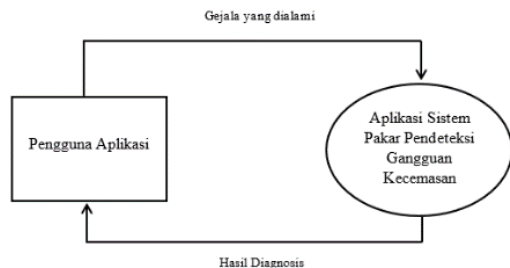 Gejala yang dialami
Pengguna Aplikasi
Aplikasi Sistem
Pakar Pendeteksi
Gangguan
Kecemasan
Hasil Diagnosis